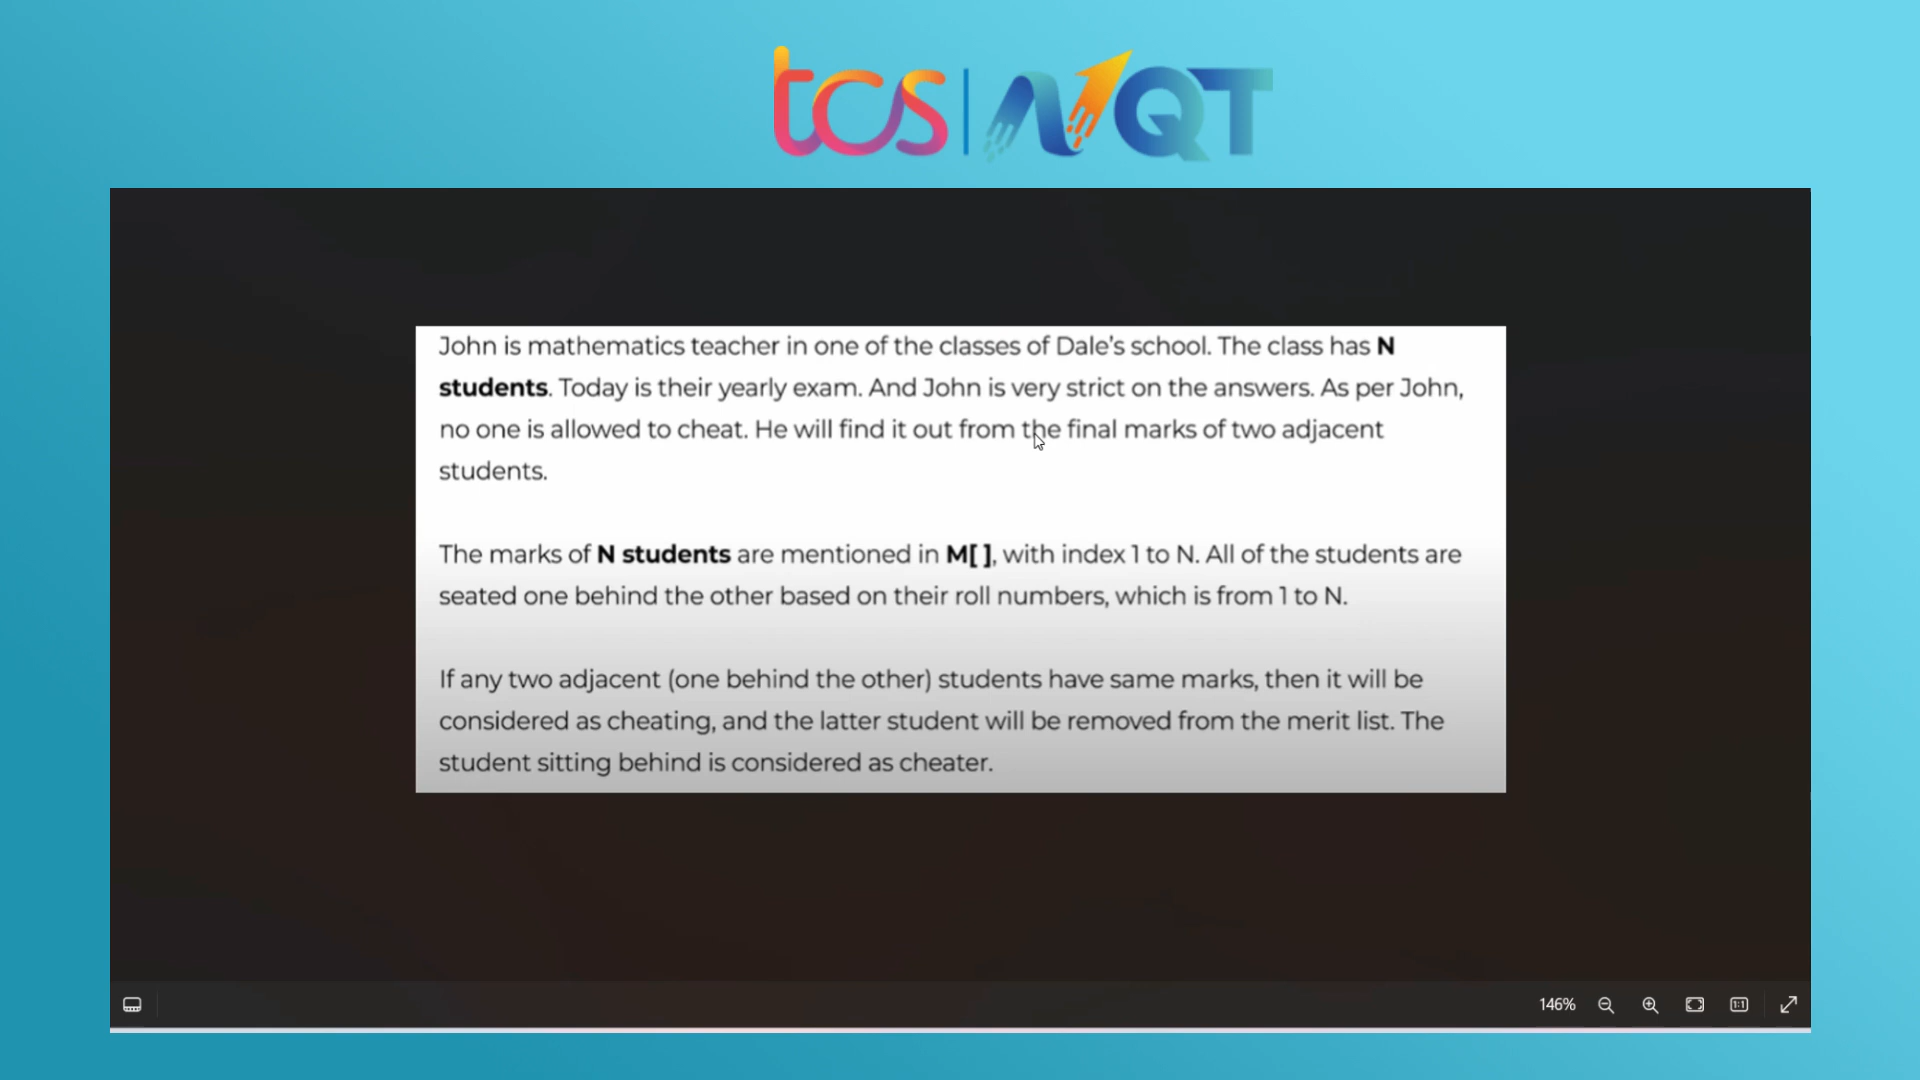 tcs | NQT
John is mathematics teacher in one of the classes of Dale's school. The class has N
students. Today is their yearly exam. And John is very strict on the answers. As per John,
no one is allowed to cheat. He will find it out from the final marks of two adjacent
students.
The marks of N students are mentioned in M[ ], with index 1 to N. All of the students are
seated one behind the other based on their roll numbers, which is from 1 to N.
If any two adjacent (one behind the other) students have same marks, then it will be
considered as cheating, and the latter student will be removed from the merit list. The
student sitting behind is considered as cheater.
146%
1:1